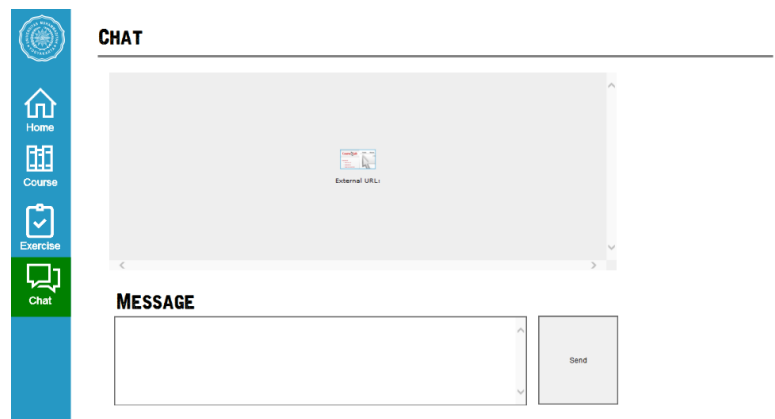 CHAT
Home
Course
Exercise
Chat
External URL:
MESSAGE
Send